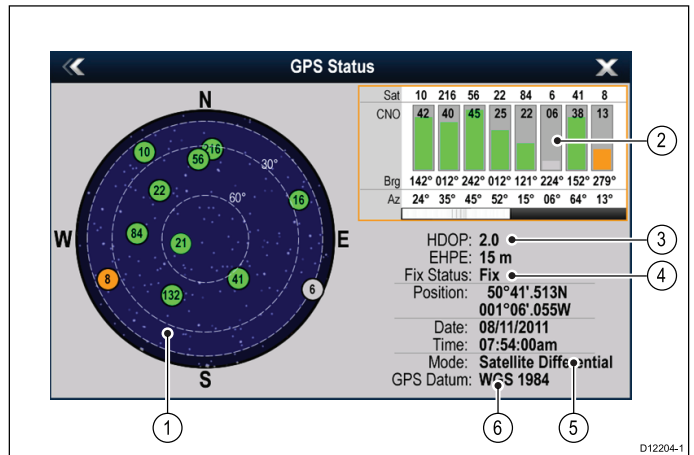 GPS Status
N
10
216
56
30°
22
60°
16
W
84
21
E
8
41
132
6
S
1
Sat 10 216 56 22 84 6 41 8
CNO 42 40 45 25 22 06 38 13
2
Brg 142° 012° 242° 012° 121° 224° 152° 279°
Az 24° 35° 45° 52° 15° 06° 64° 13°
HDOP: 2.0
3
EHPE: 15 m
Fix Status: Fix
4
Position: 50°41'.513N
001°06'.055W
Date: 08/11/2011
Time: 07:54:00am
Mode: Satellite Differential
GPS Datum: WGS 1984
6
5
D12204-1